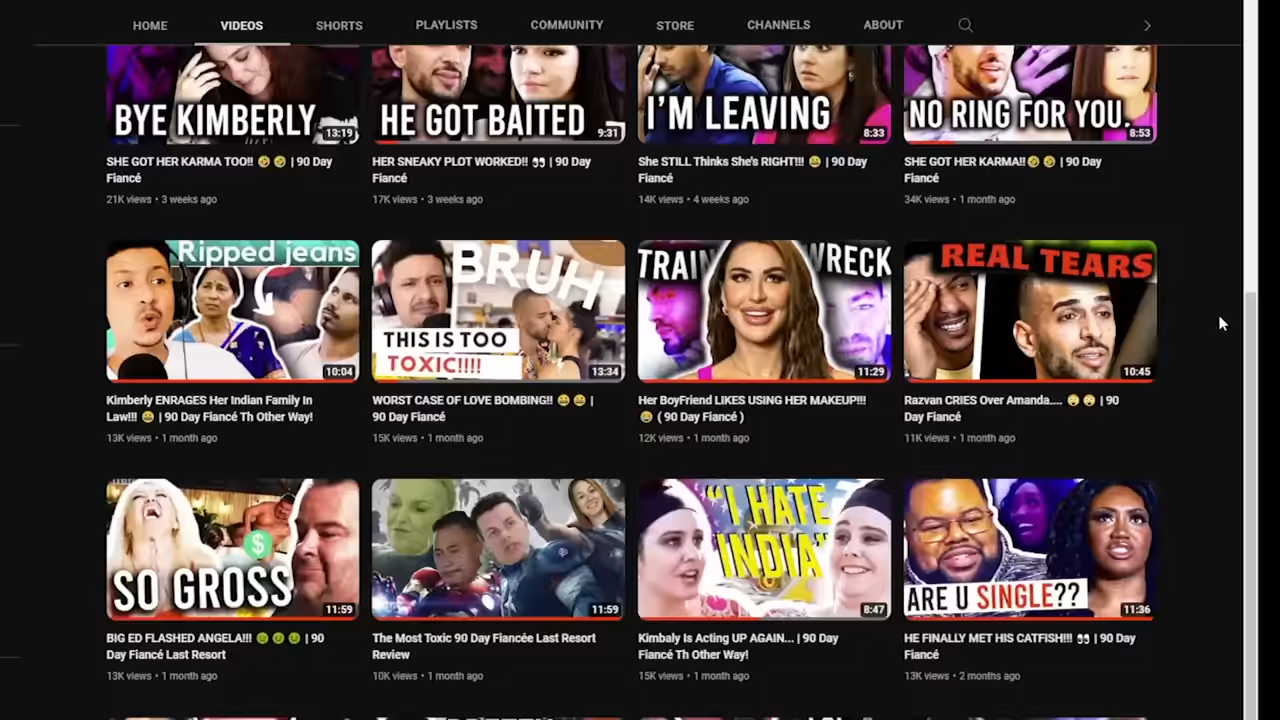 HOME VIDEOS SHORTS PLAYLISTS COMMUNITY STORE CHANNELS ABOUT
BYE KIMBERLY
13:19
HE GOT BAITED
9:31
I'M LEAVING
8:33
NO RING FOR YOU.
8:53
SHE GOT HER KARMA TOO!! 🤣 🤣 | 90 Day
Fiancé
21K views • 3 weeks ago
HER SNEAKY PLOT WORKED!! 👀 | 90 Day
Fiancé
17K views • 3 weeks ago
She STILL Thinks She's RIGHT!!! 😩 | 90 Day
Fiancé
14K views • 4 weeks ago
SHE GOT HER KARMA!! 🤣 🤣 | 90 Day
Fiancé
34K views • 1 month ago
Ripped jeans
10:04
BRUH
THIS IS TOO
TOXIC!!!!
13:34
TRAIN WRECK
11:29
REAL TEARS
10:45
Kimberly ENRAGES Her Indian Family In
Law!!! 😩 | 90 Day Fiancé Th Other Way!
13K views • 1 month ago
WORST CASE OF LOVE BOMBING!! 😩 😩 |
90 Day Fiancé
15K views • 1 month ago
Her BoyFriend LIKES USING HER MAKEUP!!!
😂 ( 90 Day Fiancé )
12K views • 1 month ago
Razvan CRIES Over Amanda.... 😳 😳 | 90
Day Fiancé
11K views • 1 month ago
SO GROSS
$
11:59
11:59
"I HATE
INDIA"
8:47
ARE U SINGLE??
11:36
BIG ED FLASHED ANGELA!!! 🤢 🤢 🤢 | 90
Day Fiancé Last Resort
13K views • 1 month ago
The Most Toxic 90 Day Fiancée Last Resort
Review
10K views • 1 month ago
Kimbaly Is Acting UP AGAIN... | 90 Day
Fiancé Th Other Way!
15K views • 1 month ago
HE FINALLY MET HIS CATFISH!!! 👀 | 90 Day
Fiancé
13K views • 2 months ago